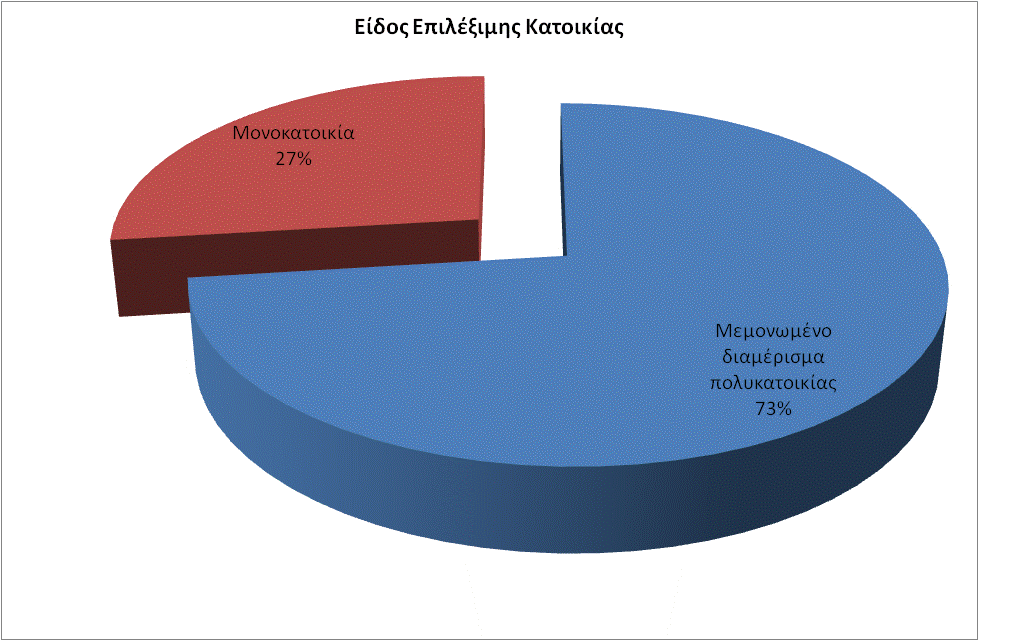 Είδος Επιλέξιμης Κατοικίας
Μονοκατοικία
27%
Μεμονωμένο
διαμέρισμα
πολυκατοικίας
73%